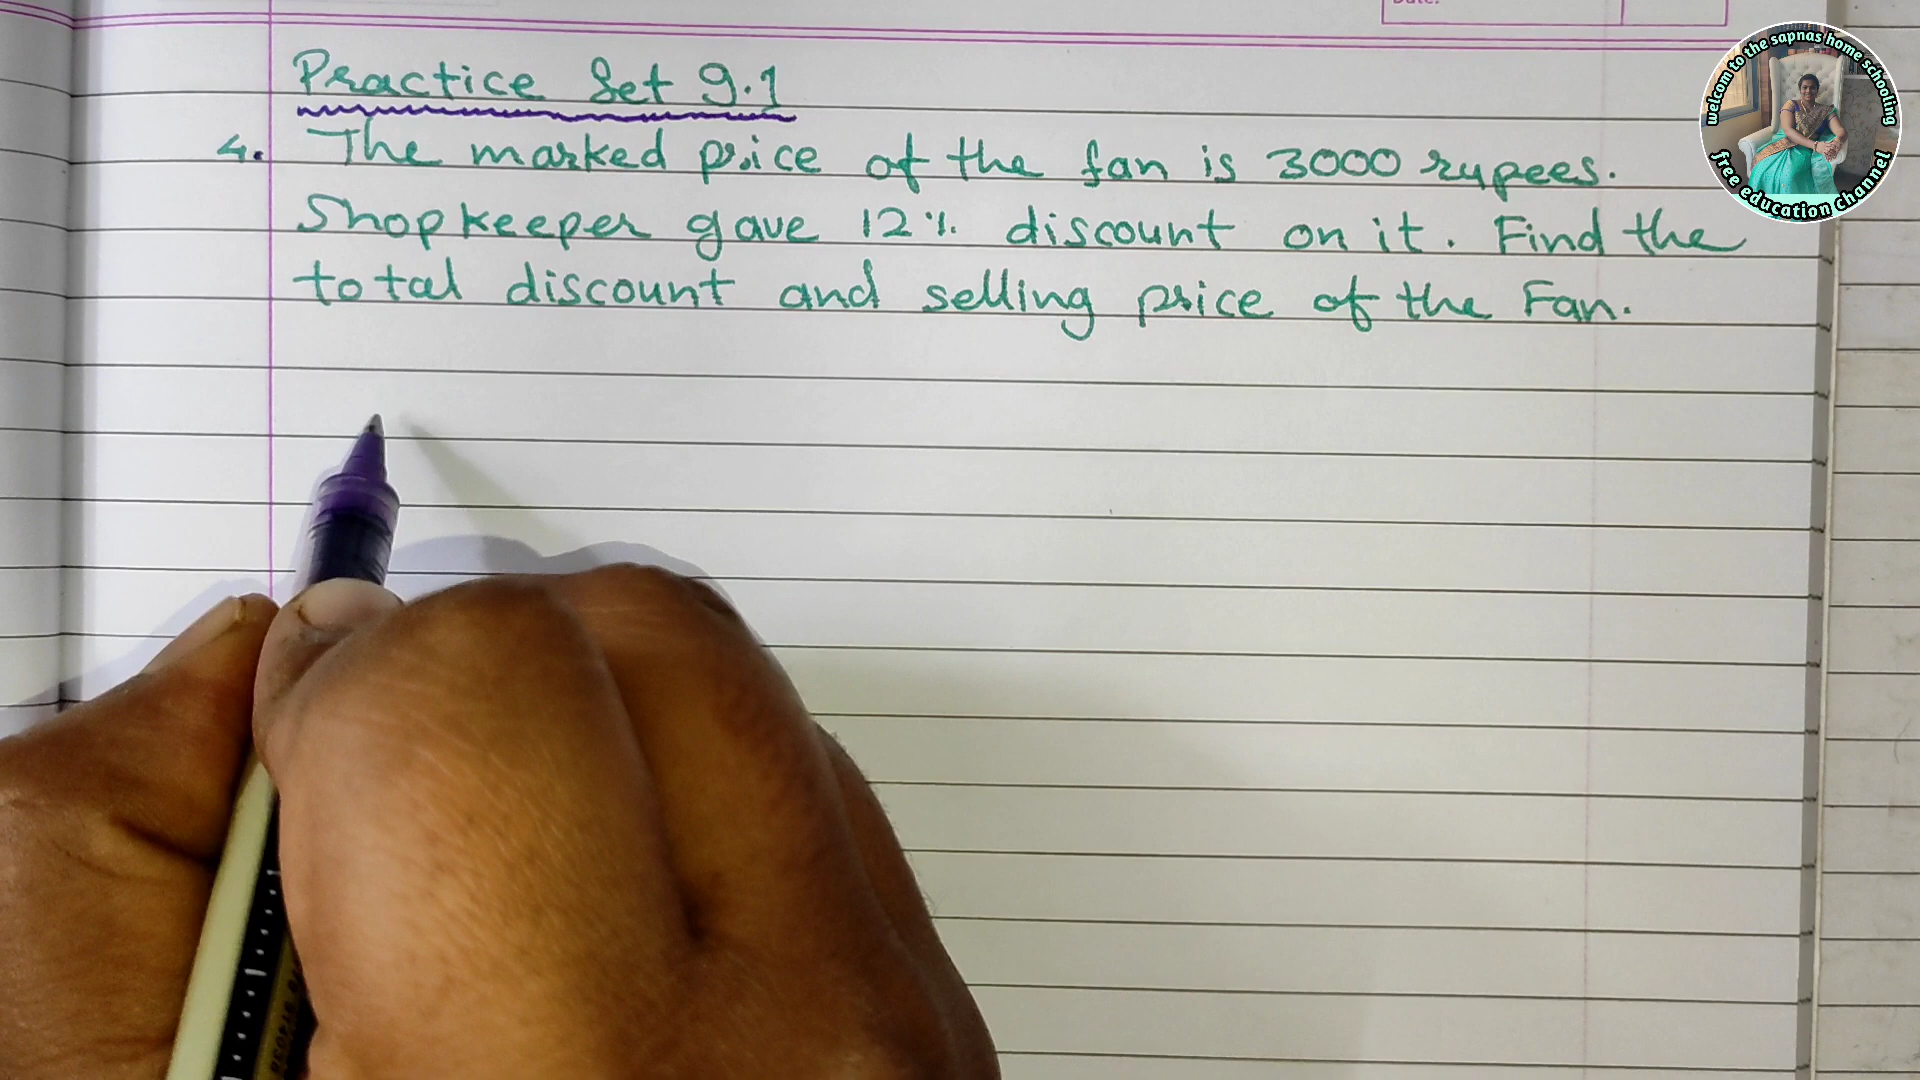 Date:
Practice Set 9.1
4. The marked price of the fan is 3000 rupees.
Shopkeeper gave 12%. discount on it. Find the
total discount and selling price of the Fan.
welcom to the sapnas home schooling
free education channel